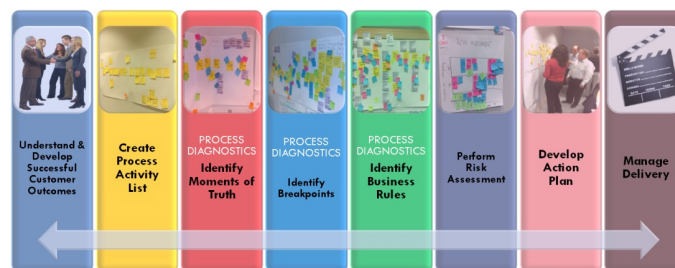 Understand &
Develop
Successful
Customer
Outcomes
Create
Process
Activity
List
PROCESS
DIAGNOSTICS
Identify
Moments of
Truth
PROCESS
DIAGNOSTICS
Identify
Breakpoints
PROCESS
DIAGNOSTICS
Identify
Business
Rules
Perform
Risk
Assessment
Develop
Action
Plan
Manage
Delivery